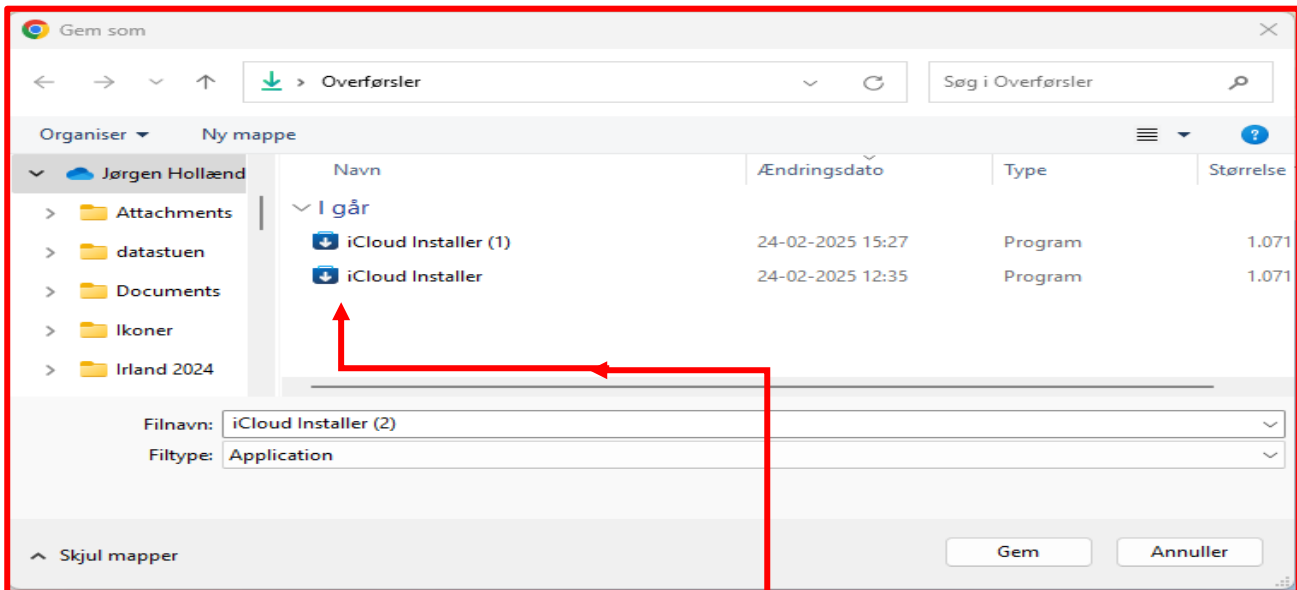 Gem som
Overførsler
Søg i Overførsler
Organiser
Ny mappe
Jørgen Hollænd
Navn
Ændringsdato
Type
Størrelse
Attachments
I går
datastuen
iCloud Installer (1) 24-02-2025 15:27 Program 1.071
iCloud Installer 24-02-2025 12:35 Program 1.071
Documents
Ikoner
Irland 2024
Filnavn: iCloud Installer (2)
Filtype: Application
Skjul mapper
Gem
Annuller